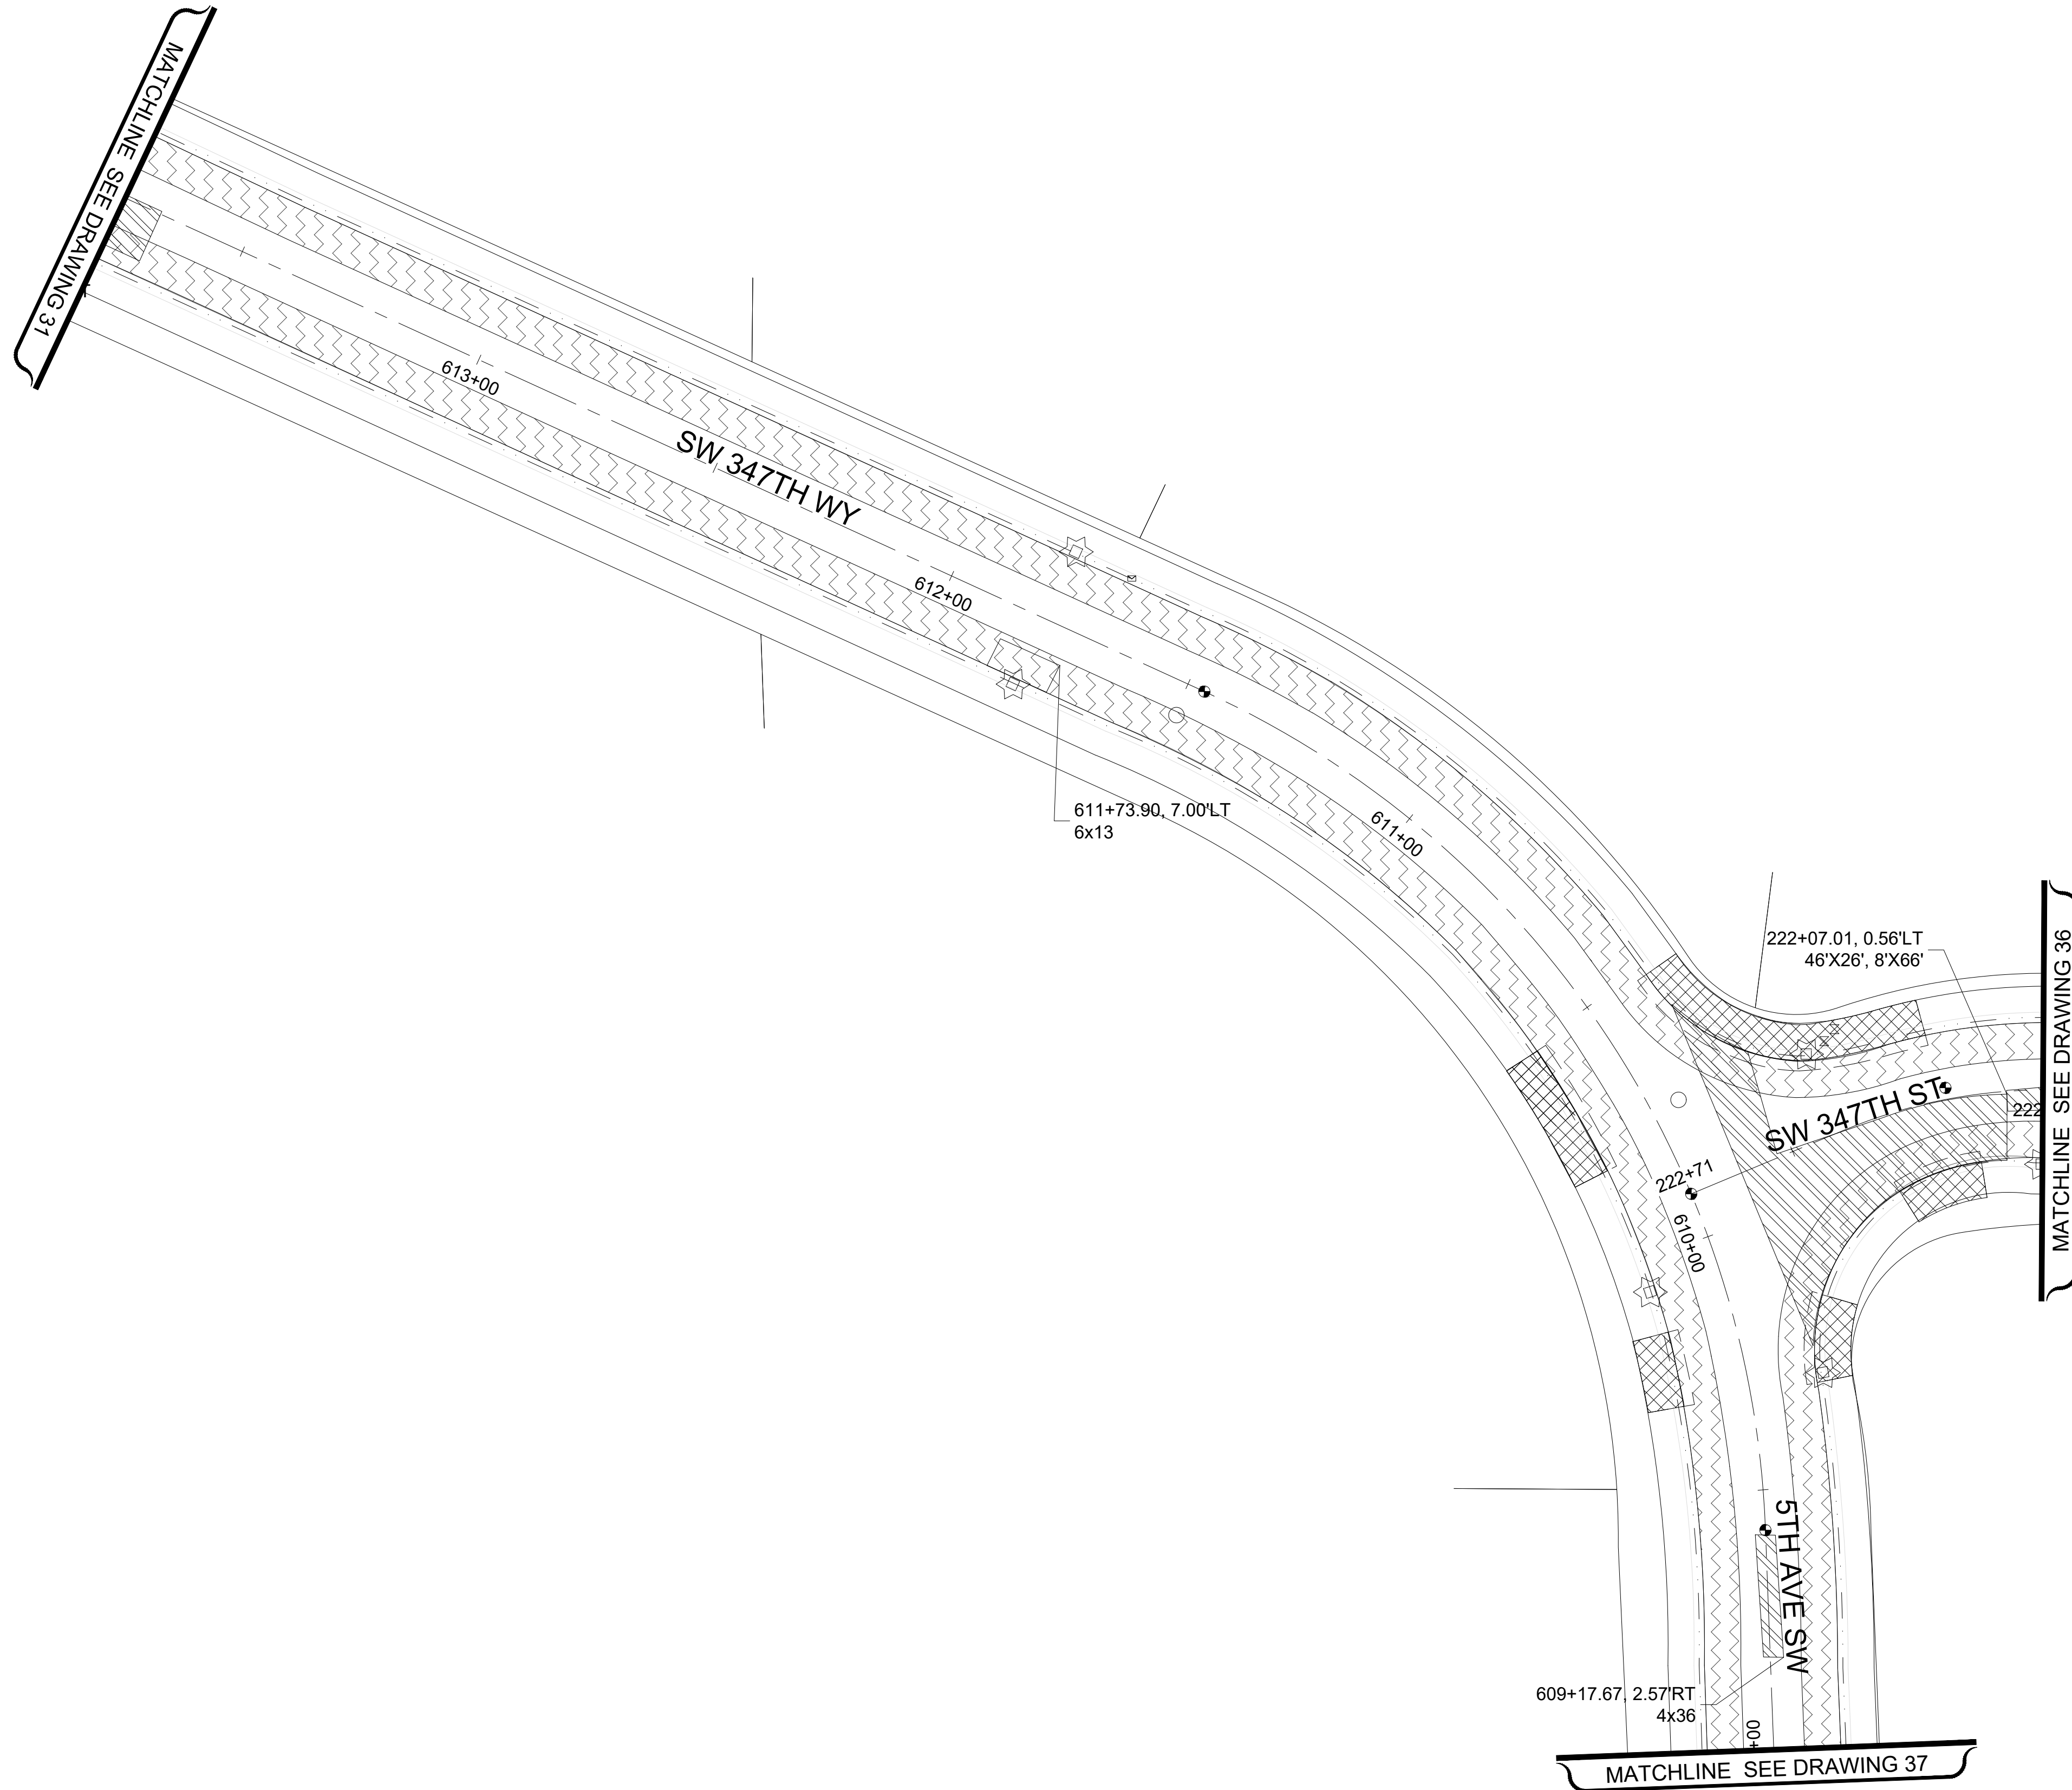 MATCHLINE  SEE DRAWING 31
613+00
SW 347TH WY
612+00
611+73.90, 7.00'LT
6x13
611+00
222+07.01, 0.56'LT
46'X26', 8'X66'
MATCHLINE  SEE DRAWING 36
SW 347TH ST
222
222+71
610+00
5TH AVE SW
609+17.67, 2.57'RT
4x36
+00
MATCHLINE  SEE DRAWING 37